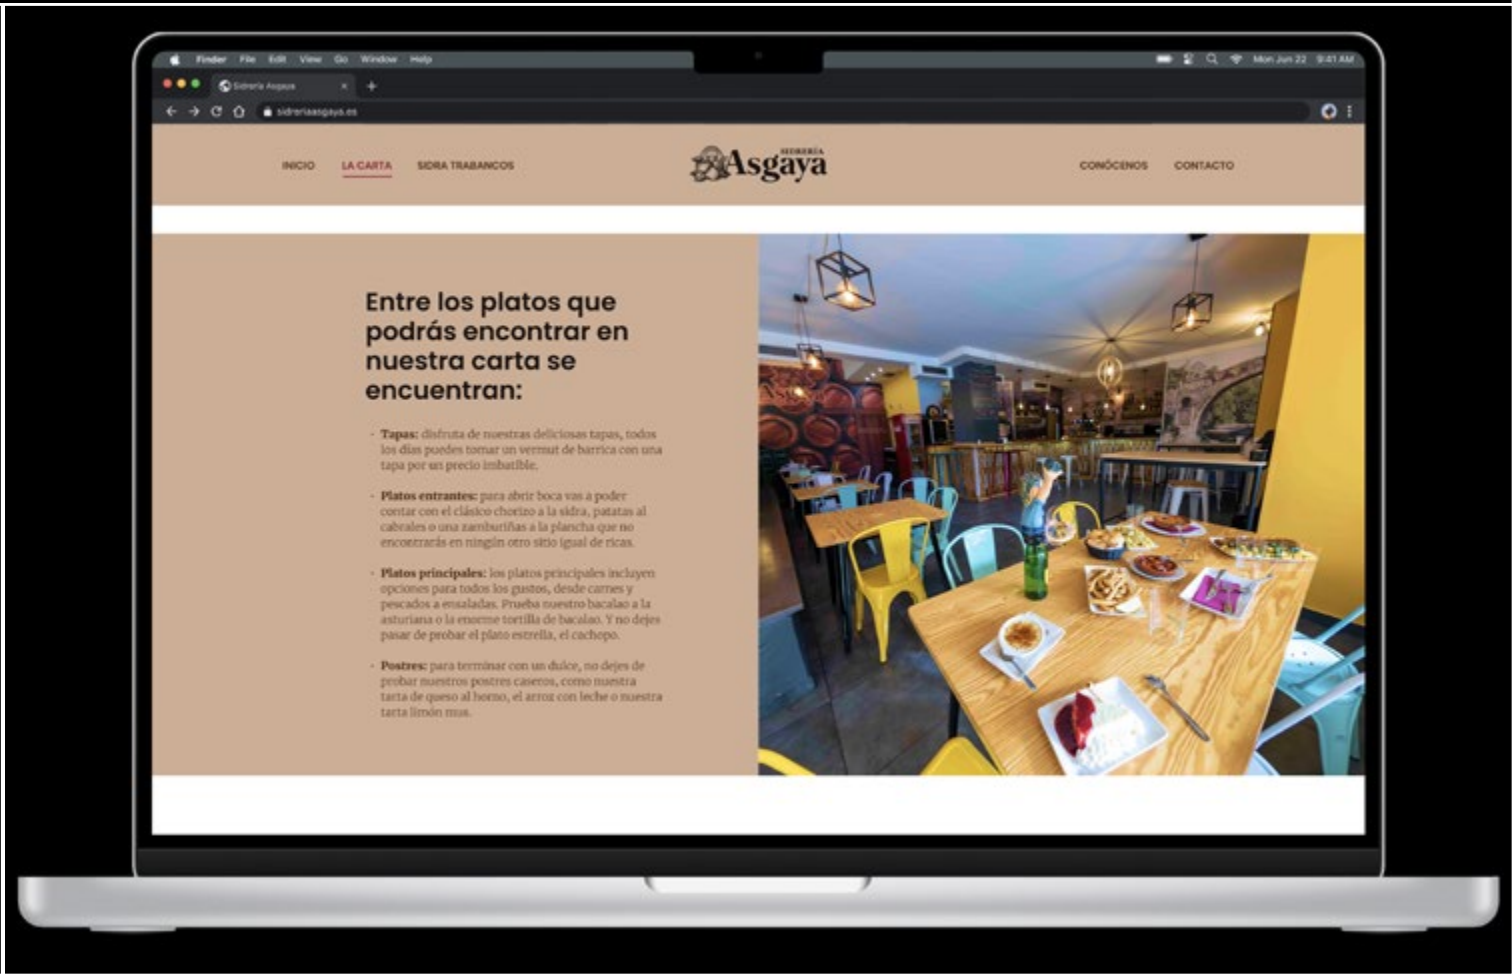 Finder File Edit View Go Window Help
Mon Jun 22 9:41 AM
Sidrería Asgaya
sidreriaasgaya.es
INICIO LA CARTA SIDRA TRABANCOS
SIDRERÍA
Asgaya
CONÓCENOS CONTACTO
Entre los platos que
podrás encontrar en
nuestra carta se
encuentran:
· Tapas: disfruta de nuestras deliciosas tapas, todos
los días puedes tomar un vermut de barrica con una
tapa por un precio imbatible.
· Platos entrantes: para abrir boca vas a poder
contar con el clásico chorizo a la sidra, patatas al
cabrales o una zamburiñas a la plancha que no
encontrarás en ningún otro sitio igual de ricas.
· Platos principales: los platos principales incluyen
opciones para todos los gustos, desde carnes y
pescados a ensaladas. Prueba nuestro bacalao a la
asturiana o la enorme tortilla de bacalao. Y no dejes
pasar de probar el plato estrella, el cachopo.
· Postres: para terminar con un dulce, no dejes de
probar nuestros postres caseros, como nuestra
tarta de queso al horno, el arroz con leche o nuestra
tarta limón mus.